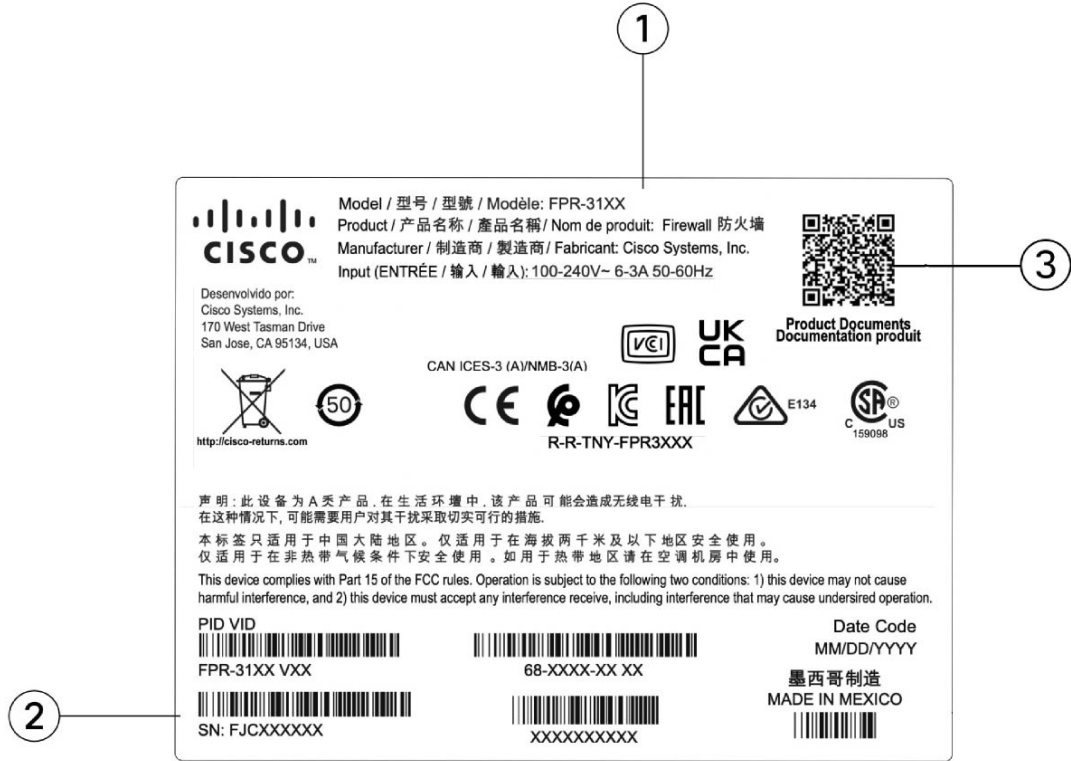 1
CISCO™
Model / 型号 / 型號 / Modèle: FPR-31XX
Product / 产品名称 / 產品名稱 / Nom de produit: Firewall 防火墙
Manufacturer / 制造商 / 製造商 / Fabricant: Cisco Systems, Inc.
Input (ENTRÉE / 输入 / 輸入): 100-240V~ 6-3A 50-60Hz
3
Product Documents
Documentation produit
Desenvolvido por:
Cisco Systems, Inc.
170 West Tasman Drive
San Jose, CA 95134, USA
VCI
UK
CA
CAN ICES-3 (A)/NMB-3(A)
50
CE
KC
EAC
E134
SA®
C US
159098
http://cisco-returns.com
R-R-TNY-FPR3XXX
声明:此设备为A类产品,在生活环境中,该产品可能会造成无线电干扰.
在这种情况下, 可能需要用户对其干扰采取切实可行的措施.
本标签只适用于中国大陆地区。仅适用于在海拔两千米及以下地区安全使用。
仅适用于在非热带气候条件下安全使用。如用于热带地区请在空调机房中使用。
This device complies with Part 15 of the FCC rules. Operation is subject to the following two conditions: 1) this device may not cause
harmful interference, and 2) this device must accept any interference receive, including interference that may cause undersired operation.
PID VID
FPR-31XX VXX
68-XXXX-XX XX
Date Code
MM/DD/YYYY
墨西哥制造
MADE IN MEXICO
2
SN: FJCXXXXXX
XXXXXXXXXX